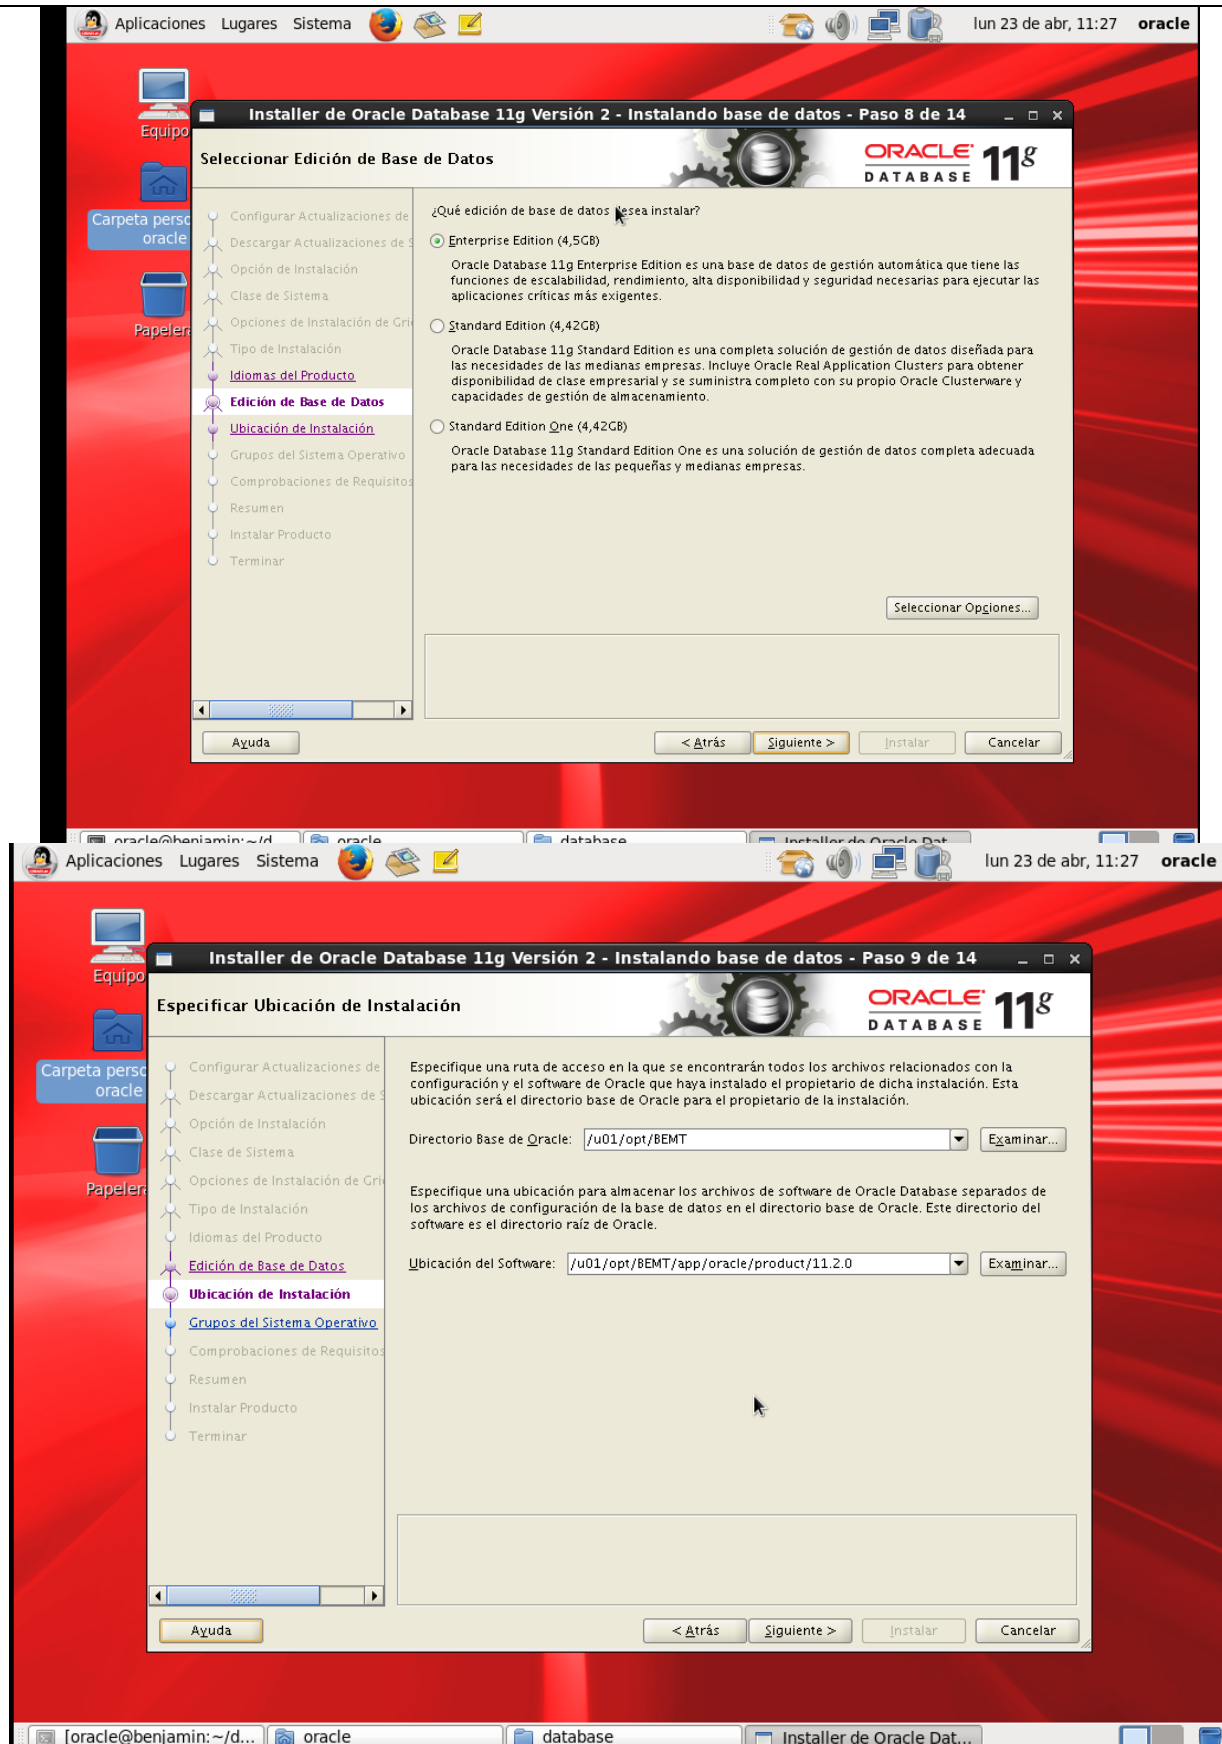 Aplicaciones Lugares Sistema lun 23 de abr, 11:27 oracle
Equipo
Carpeta perso
oracle
Papelera
Installer de Oracle Database 11g Versión 2 - Instalando base de datos - Paso 8 de 14
Seleccionar Edición de Base de Datos
ORACLE
DATABASE 11g
Configurar Actualizaciones de
Descargar Actualizaciones de S
Opción de Instalación
Clase de Sistema
Opciones de Instalación de Gri
Tipo de Instalación
Idiomas del Producto
Edición de Base de Datos
Ubicación de Instalación
Grupos del Sistema Operativo
Comprobaciones de Requisitos
Resumen
Instalar Producto
Terminar
¿Qué edición de base de datos desea instalar?
Enterprise Edition (4,5GB)
Oracle Database 11g Enterprise Edition es una base de datos de gestión automática que tiene las
funciones de escalabilidad, rendimiento, alta disponibilidad y seguridad necesarias para ejecutar las
aplicaciones críticas más exigentes.
Standard Edition (4,42GB)
Oracle Database 11g Standard Edition es una completa solución de gestión de datos diseñada para
las necesidades de las medianas empresas. Incluye Oracle Real Application Clusters para obtener
disponibilidad de clase empresarial y se suministra completo con su propio Oracle Clusterware y
capacidades de gestión de almacenamiento.
Standard Edition One (4,42GB)
Oracle Database 11g Standard Edition One es una solución de gestión de datos completa adecuada
para las necesidades de las pequeñas y medianas empresas.
Seleccionar Opciones...
Ayuda < Atrás Siguiente > Instalar Cancelar
oracle@benjamin:~/d... oracle database Installer de Oracle Dat...
Aplicaciones Lugares Sistema lun 23 de abr, 11:27 oracle
Equipo
Carpeta perso
oracle
Papelera
Installer de Oracle Database 11g Versión 2 - Instalando base de datos - Paso 9 de 14
Especificar Ubicación de Instalación
ORACLE
DATABASE 11g
Configurar Actualizaciones de
Descargar Actualizaciones de S
Opción de Instalación
Clase de Sistema
Opciones de Instalación de Gri
Tipo de Instalación
Idiomas del Producto
Edición de Base de Datos
Ubicación de Instalación
Grupos del Sistema Operativo
Comprobaciones de Requisitos
Resumen
Instalar Producto
Terminar
Especifique una ruta de acceso en la que se encontrarán todos los archivos relacionados con la
configuración y el software de Oracle que haya instalado el propietario de dicha instalación. Esta
ubicación será el directorio base de Oracle para el propietario de la instalación.
Directorio Base de Oracle: /u01/opt/BEMT Examinar...
Especifique una ubicación para almacenar los archivos de software de Oracle Database separados de
los archivos de configuración de la base de datos en el directorio base de Oracle. Este directorio del
software es el directorio raíz de Oracle.
Ubicación del Software: /u01/opt/BEMT/app/oracle/product/11.2.0 Examinar...
Ayuda < Atrás Siguiente > Instalar Cancelar
[oracle@benjamin:~/d... oracle database Installer de Oracle Dat...